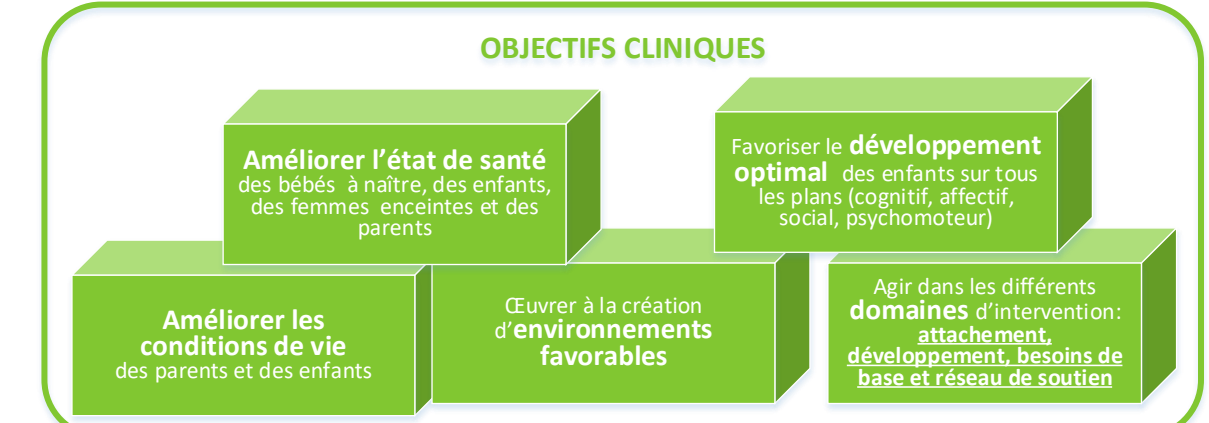 OBJECTIFS CLINIQUES
Améliorer l'état de santé
des bébés à naître, des enfants,
des femmes enceintes et des
parents
Favoriser le développement
optimal des enfants sur tous
les plans (cognitif, affectif,
social, psychomoteur)
Améliorer les
conditions de vie
des parents et des enfants
Œuvrer à la création
d'environnements
favorables
Agir dans les différents
domaines d'intervention:
attachement,
développement, besoins de
base et réseau de soutien